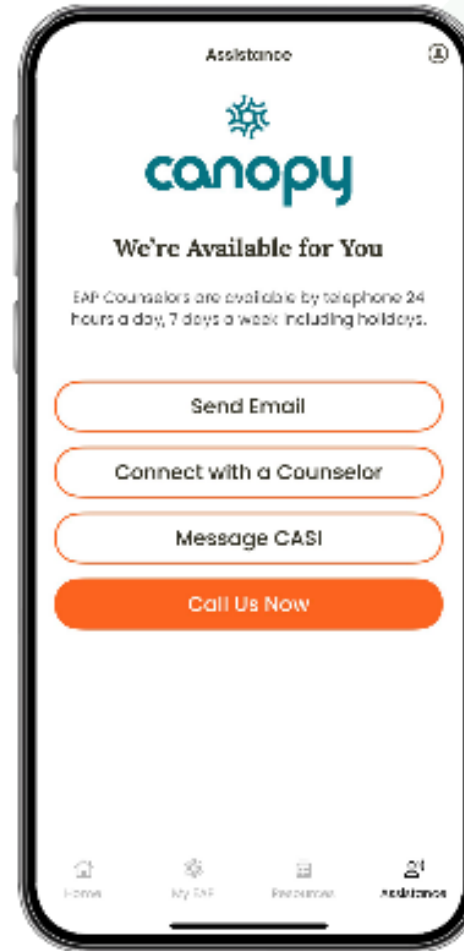 Assistance
canopy
We're Available for You
EAP Counselors are available by telephone 24
hours a day, 7 days a week including holidays.
Send Email
Connect with a Counselor
Message CASI
Call Us Now
Home
My EAP
Resources
Assistance